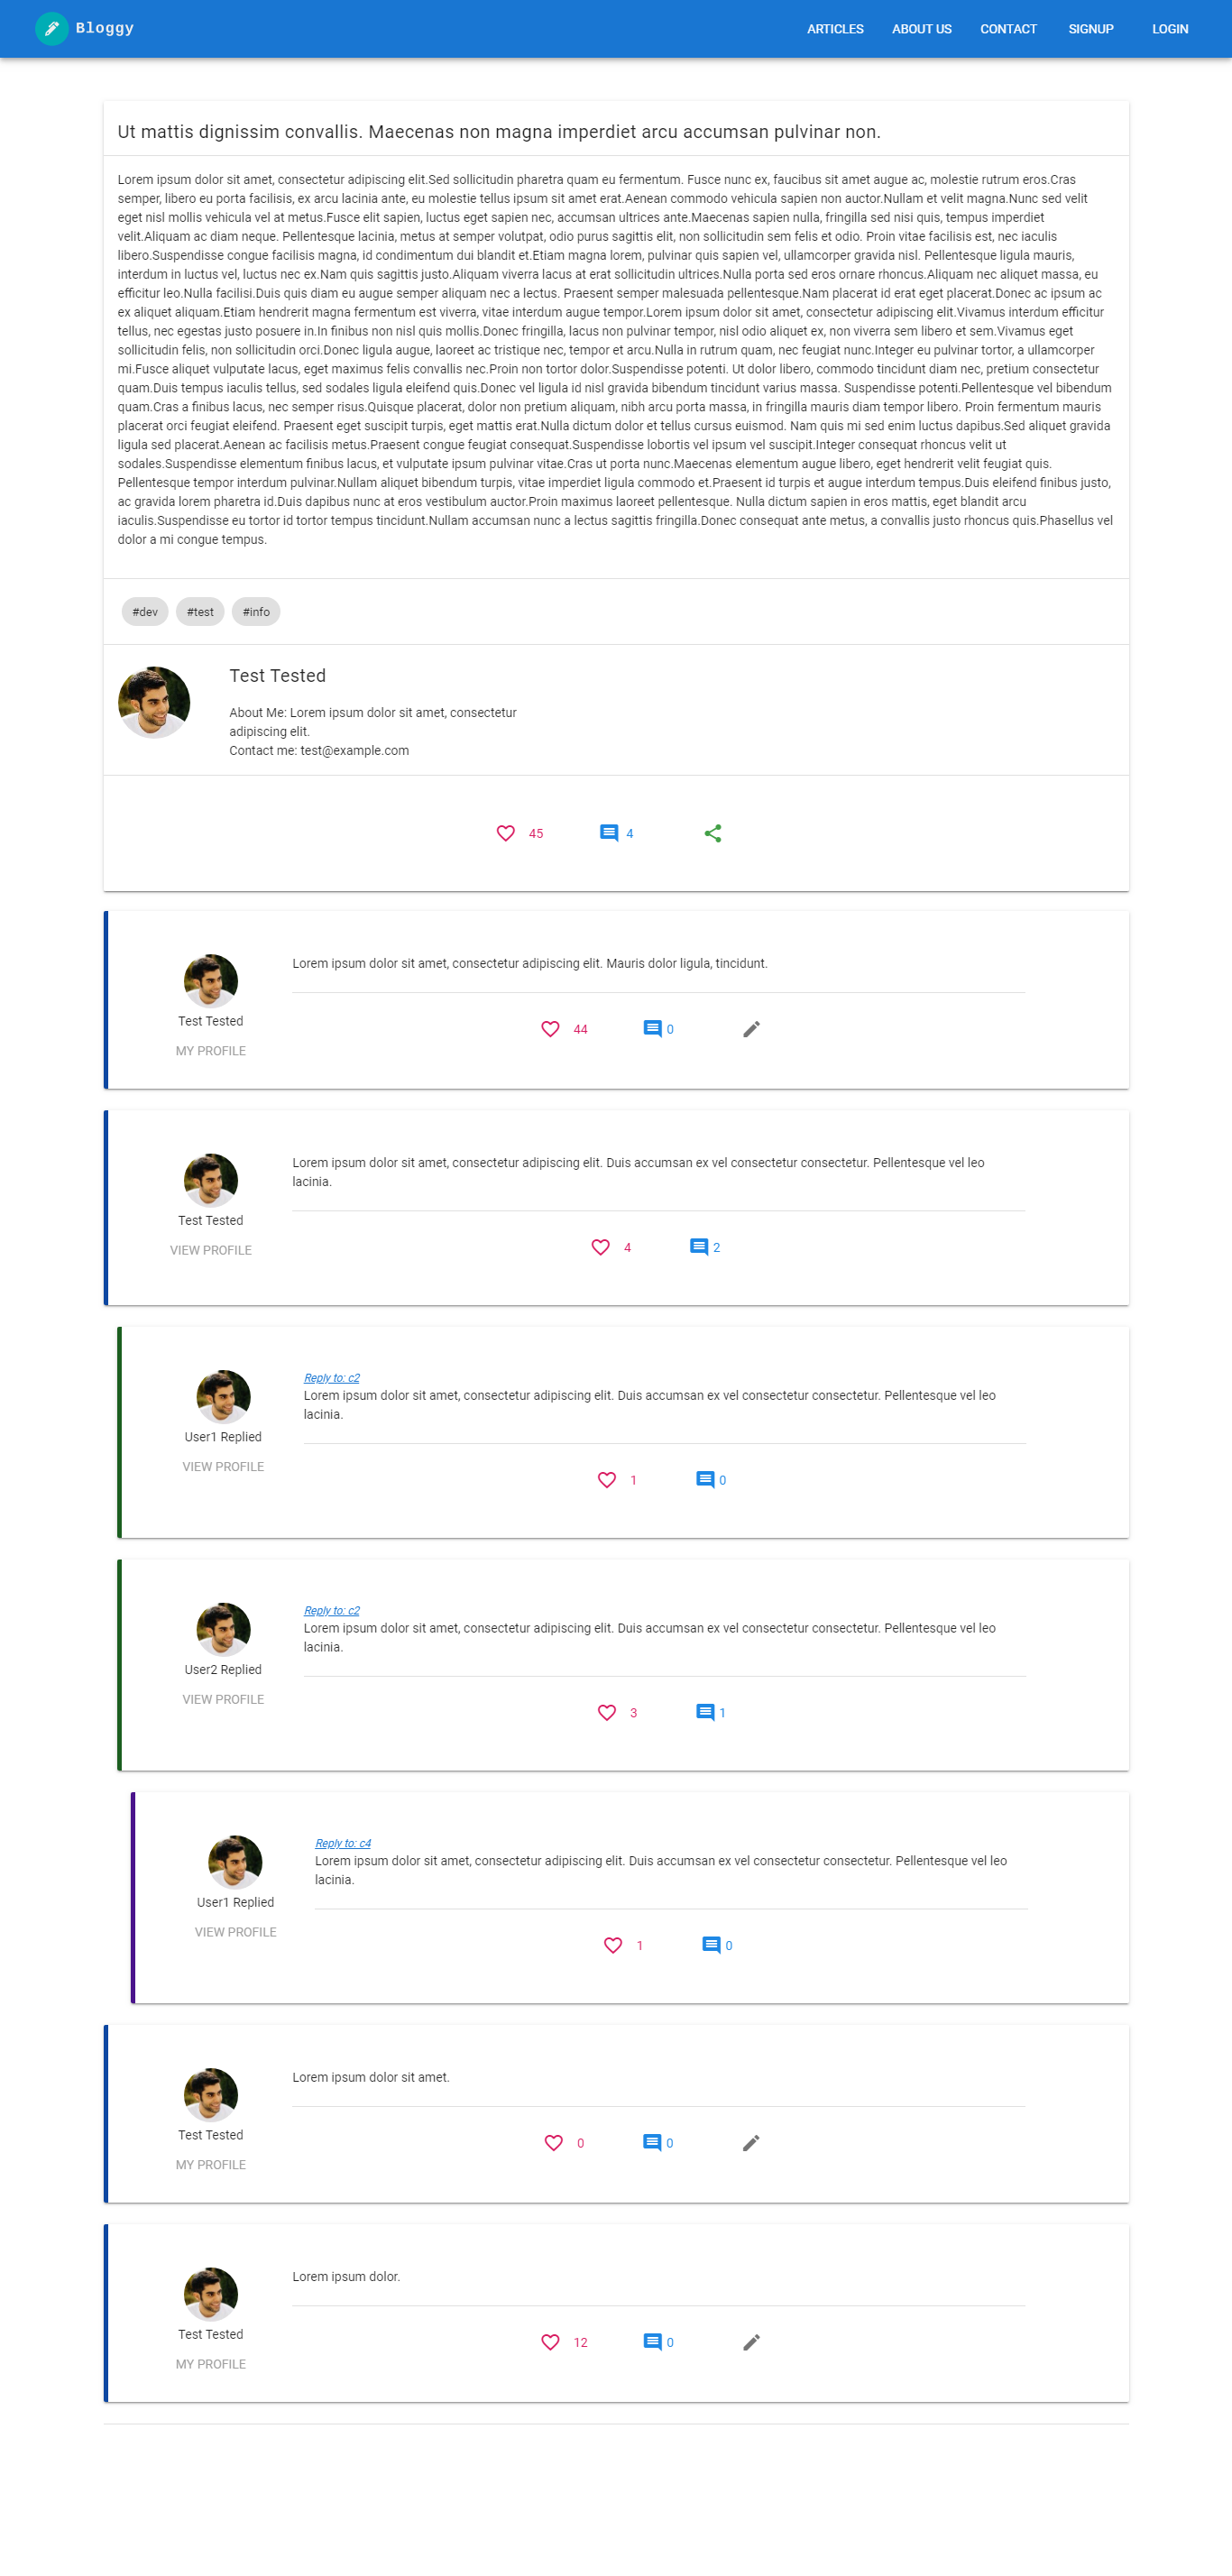 Bloggy
ARTICLES ABOUT US CONTACT SIGNUP LOGIN
Ut mattis dignissim convallis. Maecenas non magna imperdiet arcu accumsan pulvinar non.
Lorem ipsum dolor sit amet, consectetur adipiscing elit.Sed sollicitudin pharetra quam eu fermentum. Fusce nunc ex, faucibus sit amet augue ac, molestie rutrum eros.Cras
semper, libero eu porta facilisis, ex arcu lacinia ante, eu molestie tellus ipsum sit amet erat.Aenean commodo vehicula sapien non auctor.Nullam et velit magna.Nunc sed velit
eget nisl mollis vehicula vel at metus.Fusce elit sapien, luctus eget sapien nec, accumsan ultrices ante.Maecenas sapien nulla, fringilla sed nisi quis, tempus imperdiet
velit.Aliquam ac diam neque. Pellentesque lacinia, metus at semper volutpat, odio purus sagittis elit, non sollicitudin sem felis et odio. Proin vitae facilisis est, nec iaculis
libero.Suspendisse congue facilisis magna, id condimentum dui blandit et.Etiam magna lorem, pulvinar quis sapien vel, ullamcorper gravida nisl. Pellentesque ligula mauris,
interdum in luctus vel, luctus nec ex.Nam quis sagittis justo.Aliquam viverra lacus at erat sollicitudin ultrices.Nulla porta sed eros ornare rhoncus.Aliquam nec aliquet massa, eu
efficitur leo.Nulla facilisi.Duis quis diam eu augue semper aliquam nec a lectus. Praesent semper malesuada pellentesque.Nam placerat id erat eget placerat.Donec ac ipsum ac
ex aliquet aliquam.Etiam hendrerit magna fermentum est viverra, vitae interdum augue tempor.Lorem ipsum dolor sit amet, consectetur adipiscing elit.Vivamus interdum efficitur
tellus, nec egestas justo posuere in.In finibus non nisl quis mollis.Donec fringilla, lacus non pulvinar tempor, nisl odio aliquet ex, non viverra sem libero et sem.Vivamus eget
sollicitudin felis, non sollicitudin orci.Donec ligula augue, laoreet ac tristique nec, tempor et arcu.Nulla in rutrum quam, nec feugiat nunc.Integer eu pulvinar tortor, a ullamcorper
mi.Fusce aliquet vulputate lacus, eget maximus felis convallis nec.Proin non tortor dolor.Suspendisse potenti. Ut dolor libero, commodo tincidunt diam nec, pretium consectetur
quam.Duis tempus iaculis tellus, sed sodales ligula eleifend quis.Donec vel ligula id nisl gravida bibendum tincidunt varius massa. Suspendisse potenti.Pellentesque vel bibendum
quam.Cras a finibus lacus, nec semper risus.Quisque placerat, dolor non pretium aliquam, nibh arcu porta massa, in fringilla mauris diam tempor libero. Proin fermentum mauris
placerat orci feugiat eleifend. Praesent eget suscipit turpis, eget mattis erat.Nulla dictum dolor et tellus cursus euismod. Nam quis mi sed enim luctus dapibus.Sed aliquet gravida
ligula sed placerat.Aenean ac facilisis metus.Praesent congue feugiat consequat.Suspendisse lobortis vel ipsum vel suscipit.Integer consequat rhoncus velit ut
sodales.Suspendisse elementum finibus lacus, et vulputate ipsum pulvinar vitae.Cras ut porta nunc.Maecenas elementum augue libero, eget hendrerit velit feugiat quis.
Pellentesque tempor interdum pulvinar.Nullam aliquet bibendum turpis, vitae imperdiet ligula commodo et.Praesent id turpis et augue interdum tempus.Duis eleifend finibus justo,
ac gravida lorem pharetra id.Duis dapibus nunc at eros vestibulum auctor.Proin maximus laoreet pellentesque. Nulla dictum sapien in eros mattis, eget blandit arcu
iaculis.Suspendisse eu tortor id tortor tempus tincidunt.Nullam accumsan nunc a lectus sagittis fringilla.Donec consequat ante metus, a convallis justo rhoncus quis.Phasellus vel
dolor a mi congue tempus.
#dev #test #info
Test Tested
About Me: Lorem ipsum dolor sit amet, consectetur
adipiscing elit.
Contact me: test@example.com
45 4
Lorem ipsum dolor sit amet, consectetur adipiscing elit. Mauris dolor ligula, tincidunt.
Test Tested
MY PROFILE
44 0
Lorem ipsum dolor sit amet, consectetur adipiscing elit. Duis accumsan ex vel consectetur consectetur. Pellentesque vel leo
lacinia.
Test Tested
VIEW PROFILE
4 2
Reply to: c2
Lorem ipsum dolor sit amet, consectetur adipiscing elit. Duis accumsan ex vel consectetur consectetur. Pellentesque vel leo
lacinia.
User1 Replied
VIEW PROFILE
1 0
Reply to: c2
Lorem ipsum dolor sit amet, consectetur adipiscing elit. Duis accumsan ex vel consectetur consectetur. Pellentesque vel leo
lacinia.
User2 Replied
VIEW PROFILE
3 1
Reply to: c4
Lorem ipsum dolor sit amet, consectetur adipiscing elit. Duis accumsan ex vel consectetur consectetur. Pellentesque vel leo
lacinia.
User1 Replied
VIEW PROFILE
1 0
Lorem ipsum dolor sit amet.
Test Tested
MY PROFILE
0 0
Lorem ipsum dolor.
Test Tested
MY PROFILE
12 0